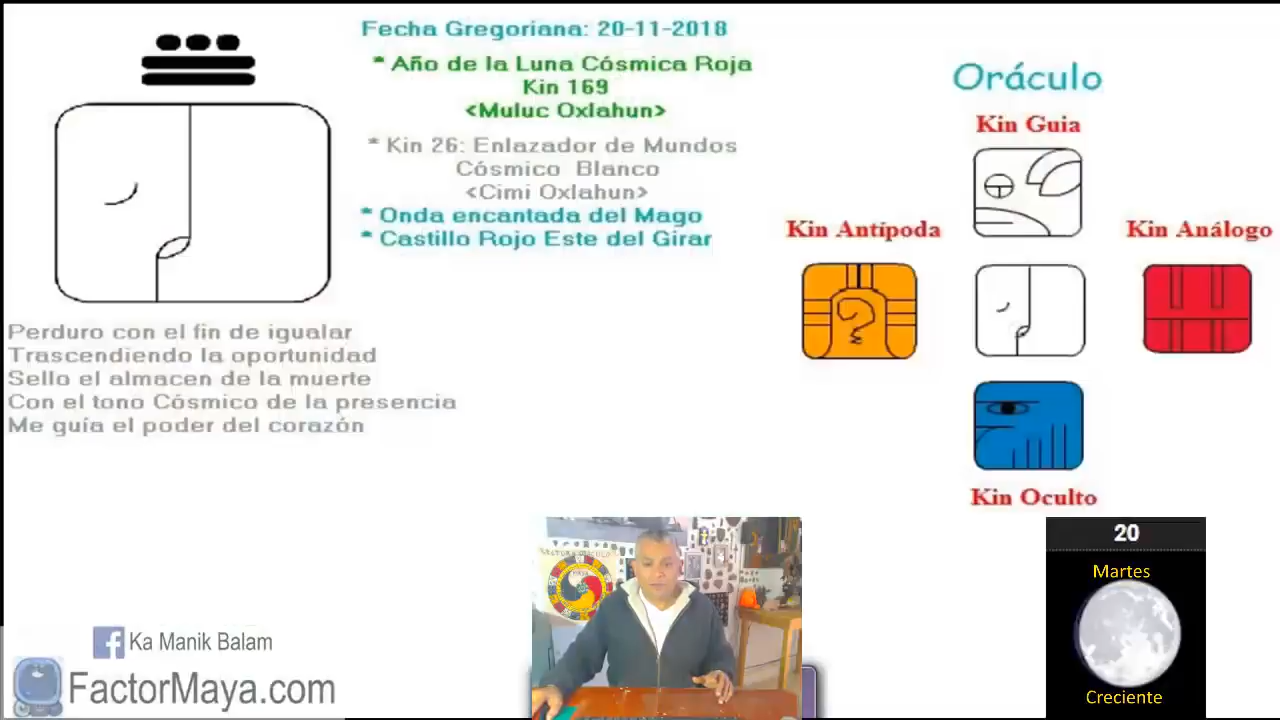 Fecha Gregoriana: 20-11-2018
* Año de la Luna Cósmica Roja
Kin 169
<Muluc Oxlahun>
* Kin 26: Enlazador de Mundos
Cósmico Blanco
<Cimi Oxlahun>
* Onda encantada del Mago
* Castillo Rojo Este del Girar
Perduro con el fin de igualar
Trascendiendo la oportunidad
Sello el almacen de la muerte
Con el tono Cósmico de la presencia
Me guía el poder del corazón
Oráculo
Kin Guia
Kin Antípoda
Kin Análogo
Kin Oculto
20
Martes
Creciente
Ka Manik Balam
FactorMaya.com